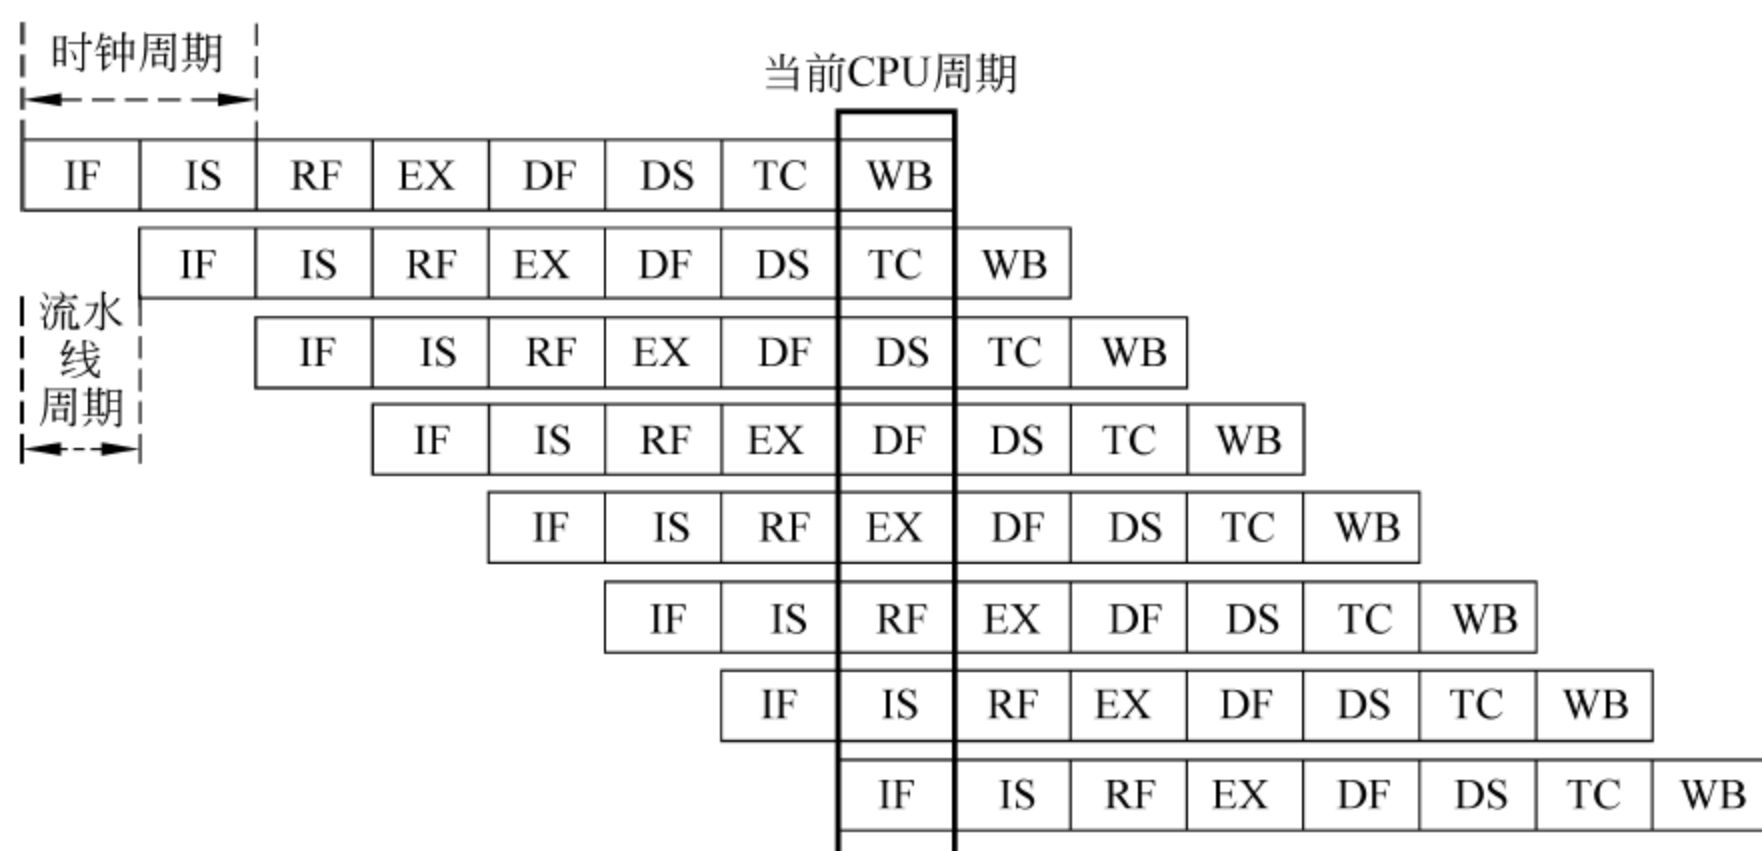 时钟周期
当前CPU周期
IF IS RF EX DF DS TC WB
IF IS RF EX DF DS TC WB
流水
线
周期
IF IS RF EX DF DS TC WB
IF IS RF EX DF DS TC WB
IF IS RF EX DF DS TC WB
IF IS RF EX DF DS TC WB
IF IS RF EX DF DS TC WB
IF IS RF EX DF DS TC WB